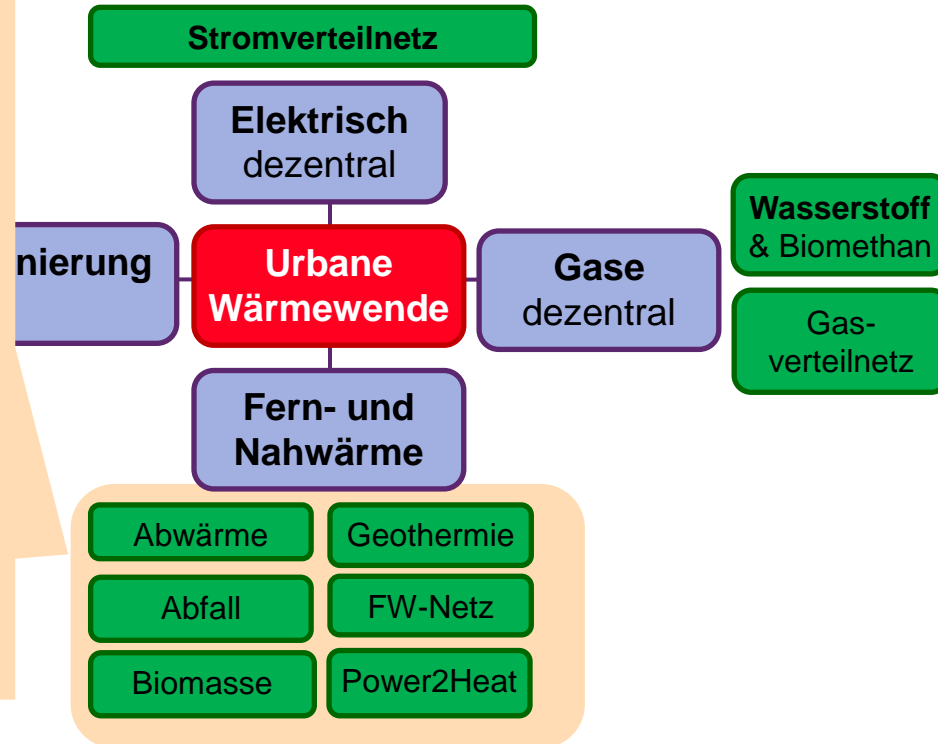 Stromverteilnetz
Elektrisch
dezentral
nierung
Urbane
Wärmewende
Gase
dezentral
Wasserstoff
& Biomethan
Gas-
verteilnetz
Fern- und
Nahwärme
Abwärme
Geothermie
Abfall
FW-Netz
Biomasse
Power2Heat